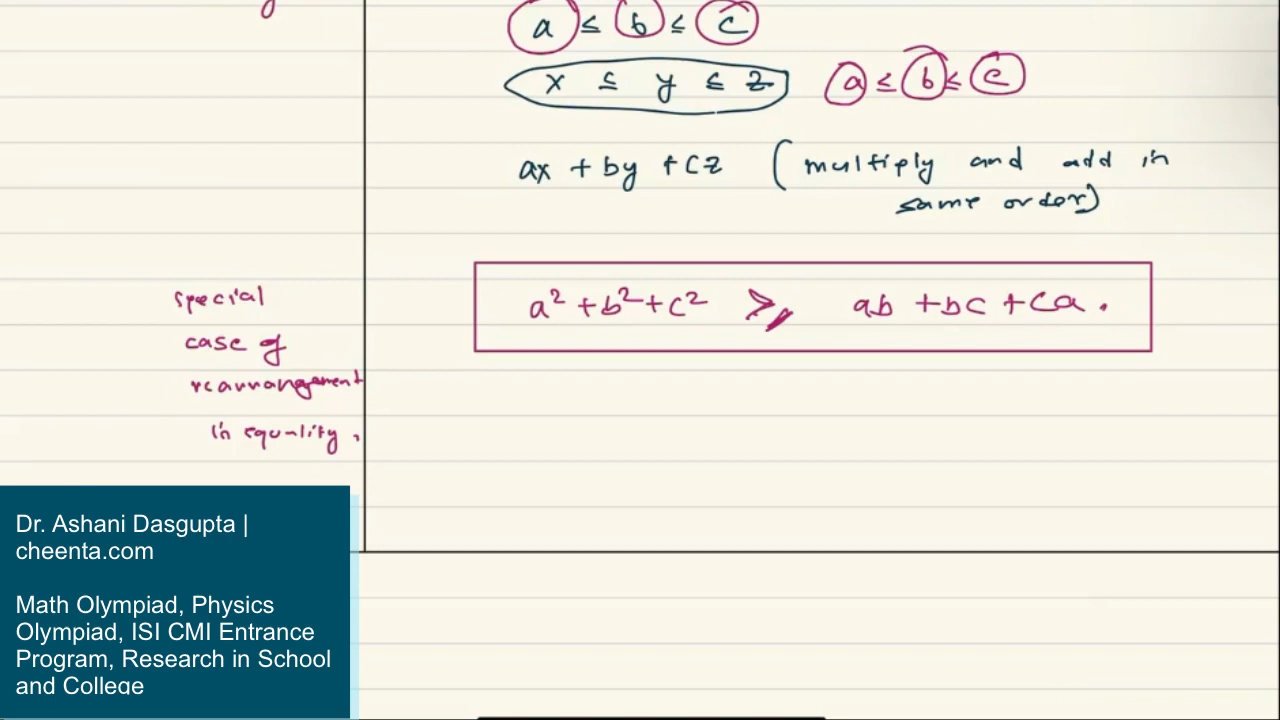 a ≤ b ≤ c
x ≤ y ≤ z a ≤ b ≤ c
ax + by + cz (multiply and add in
same order)
a² + b² + c² ≥ ab + bc + ca.
special
case of
rearrangement
inequality.
Dr. Ashani Dasgupta |
cheenta.com
Math Olympiad, Physics
Olympiad, ISI CMI Entrance
Program, Research in School
and College